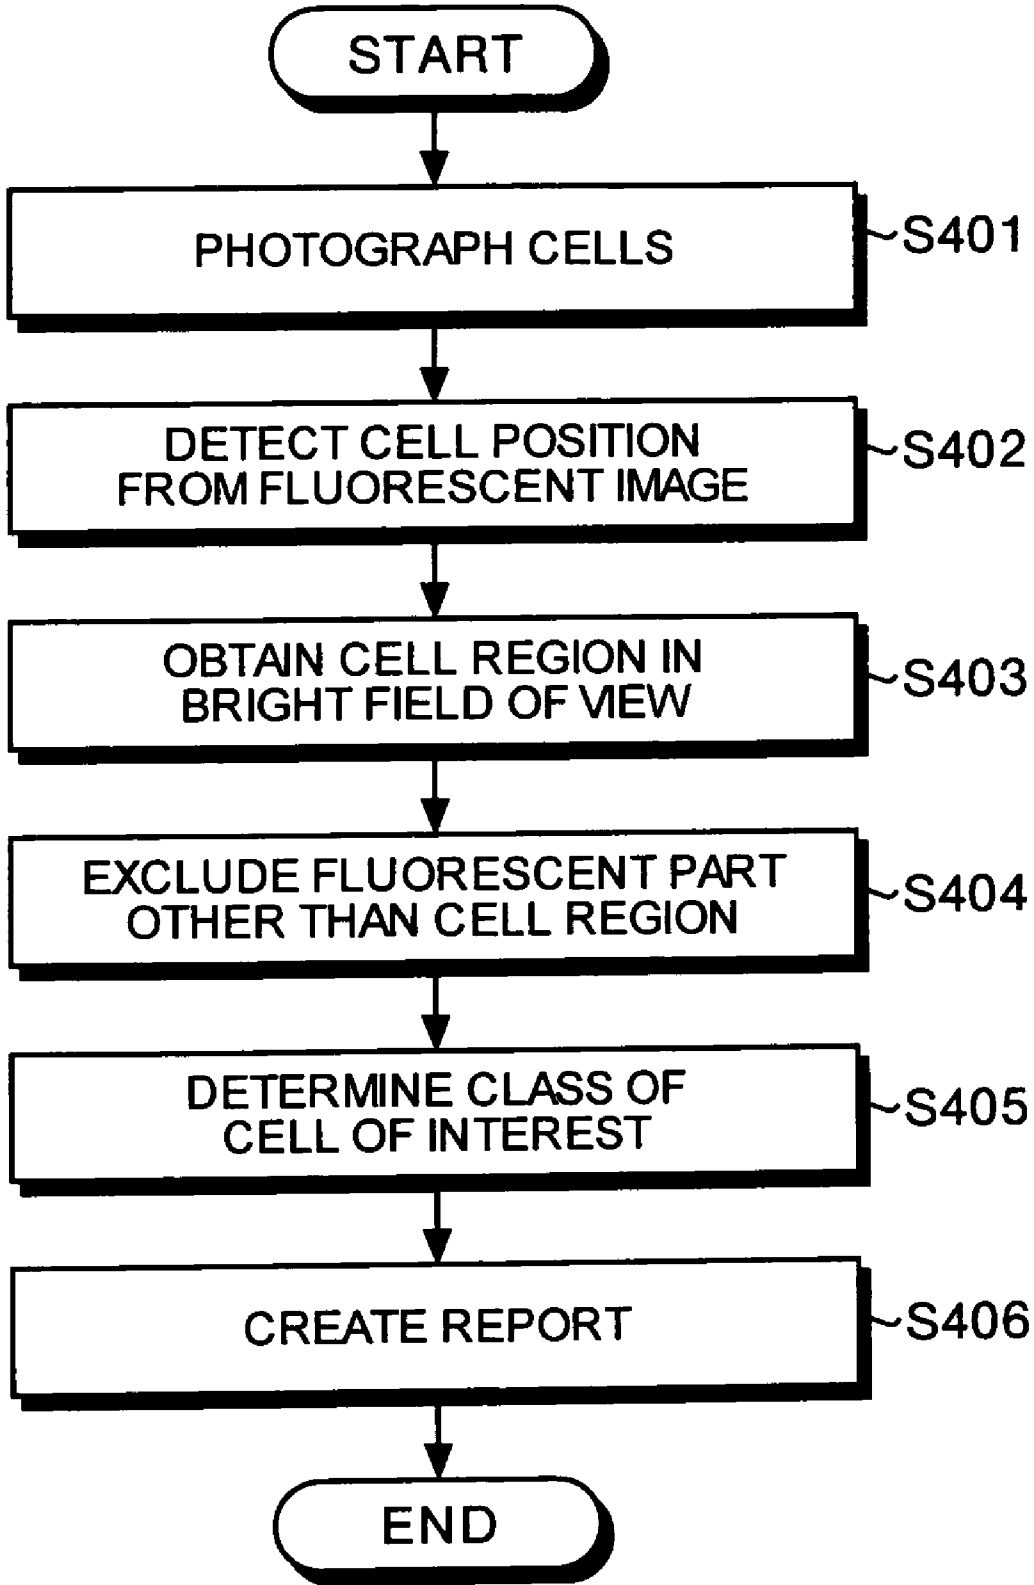 START
PHOTOGRAPH CELLS
S401
DETECT CELL POSITION
FROM FLUORESCENT IMAGE
S402
OBTAIN CELL REGION IN
BRIGHT FIELD OF VIEW
S403
EXCLUDE FLUORESCENT PART
OTHER THAN CELL REGION
S404
DETERMINE CLASS OF
CELL OF INTEREST
S405
CREATE REPORT
S406
END